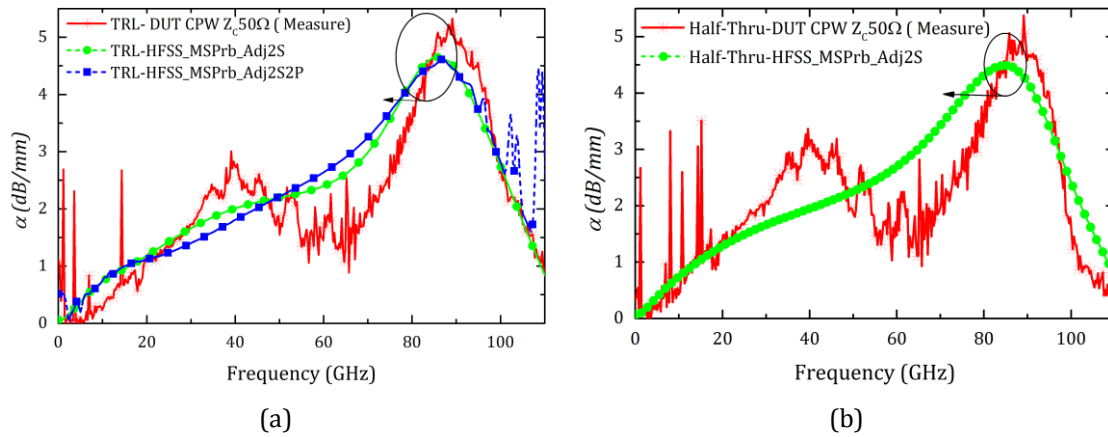 TRL- DUT CPW ZC50Ω ( Measure)
TRL-HFSS_MSPrb_Adj2S
TRL-HFSS_MSPrb_Adj2S2P
α (dB/mm)
5
4
3
2
1
0
0 20 40 60 80 100
Frequency (GHz)
(a)
Half-Thru-DUT CPW ZC50Ω ( Measure)
Half-Thru-HFSS_MSPrb_Adj2S
α (dB/mm)
5
4
3
2
1
0
0 20 40 60 80 100
Frequency (GHz)
(b)